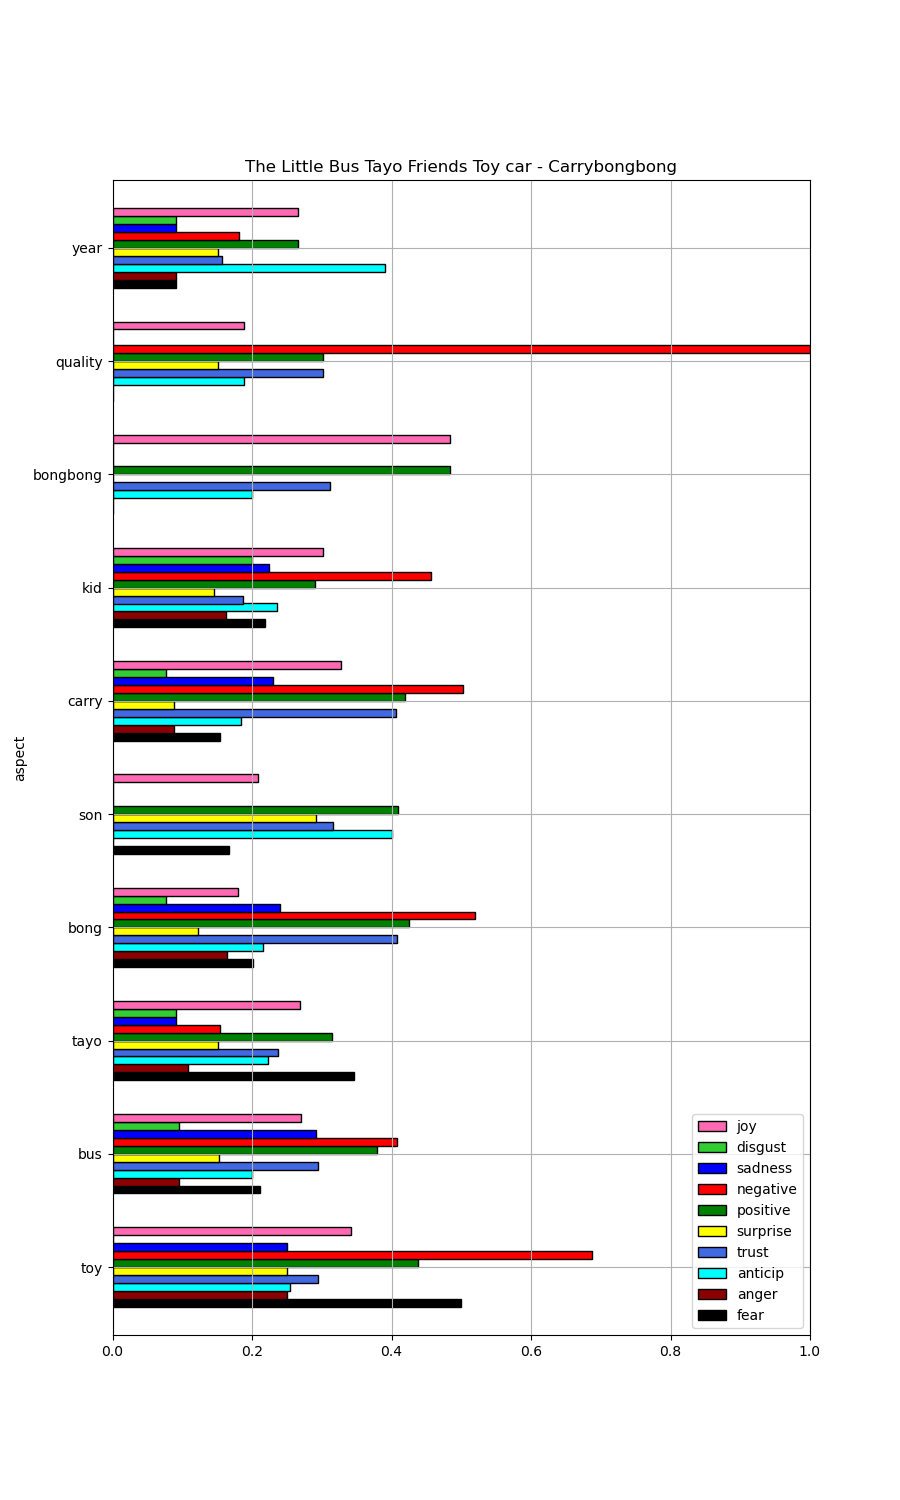 The Little Bus Tayo Friends Toy car - Carrybongbong
year
quality
bongbong
kid
carry
aspect
son
bong
tayo
bus
toy
joy
disgust
sadness
negative
positive
surprise
trust
anticip
anger
fear
0.0 0.2 0.4 0.6 0.8 1.0